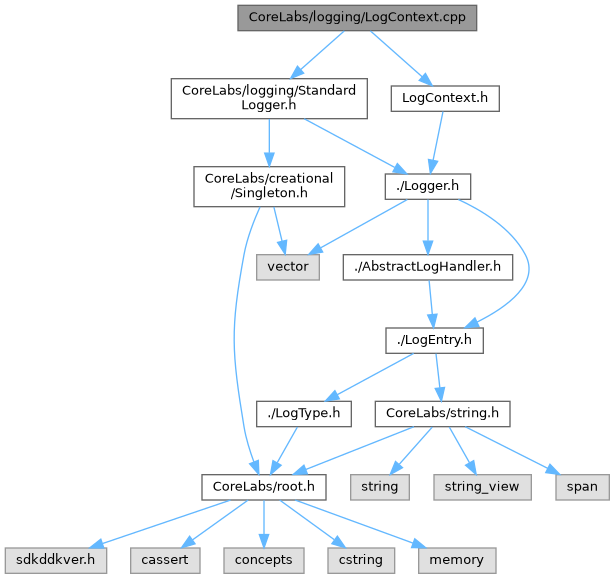 CoreLabs/logging/LogContext.cpp
CoreLabs/logging/Standard
Logger.h
LogContext.h
CoreLabs/creational
/Singleton.h
./Logger.h
vector
./AbstractLogHandler.h
./LogEntry.h
./LogType.h
CoreLabs/string.h
CoreLabs/root.h
string
string_view
span
sdkddkver.h
cassert
concepts
cstring
memory